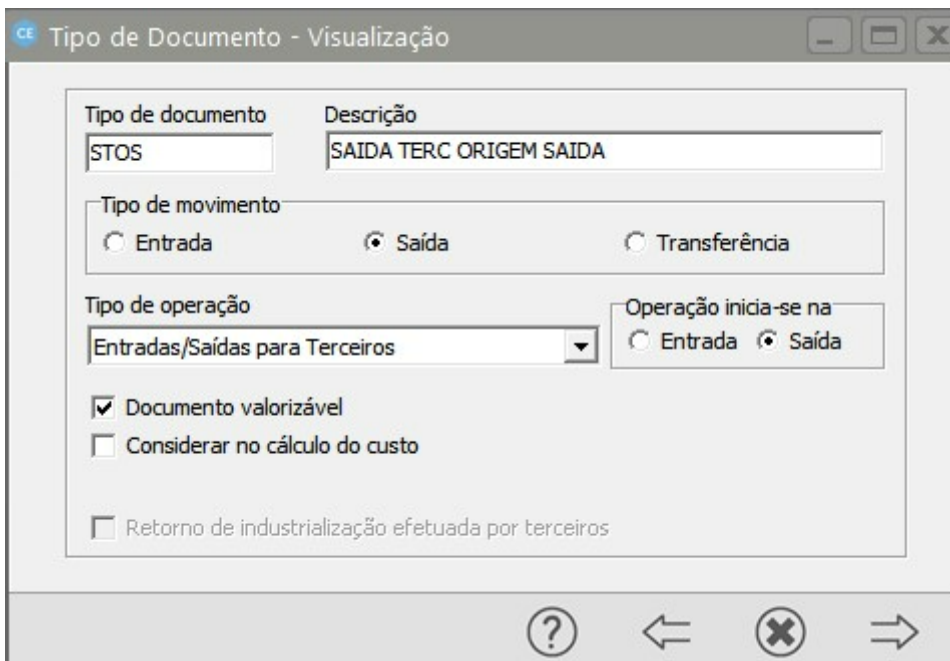 CE Tipo de Documento - Visualização
Tipo de documento Descrição
STOS SAIDA TERC ORIGEM SAIDA
Tipo de movimento
Entrada Saída Transferência
Tipo de operação Operação inicia-se na
Entradas/Saídas para Terceiros Entrada Saída
Documento valorizável
Considerar no cálculo do custo
Retorno de industrialização efetuada por terceiros
?